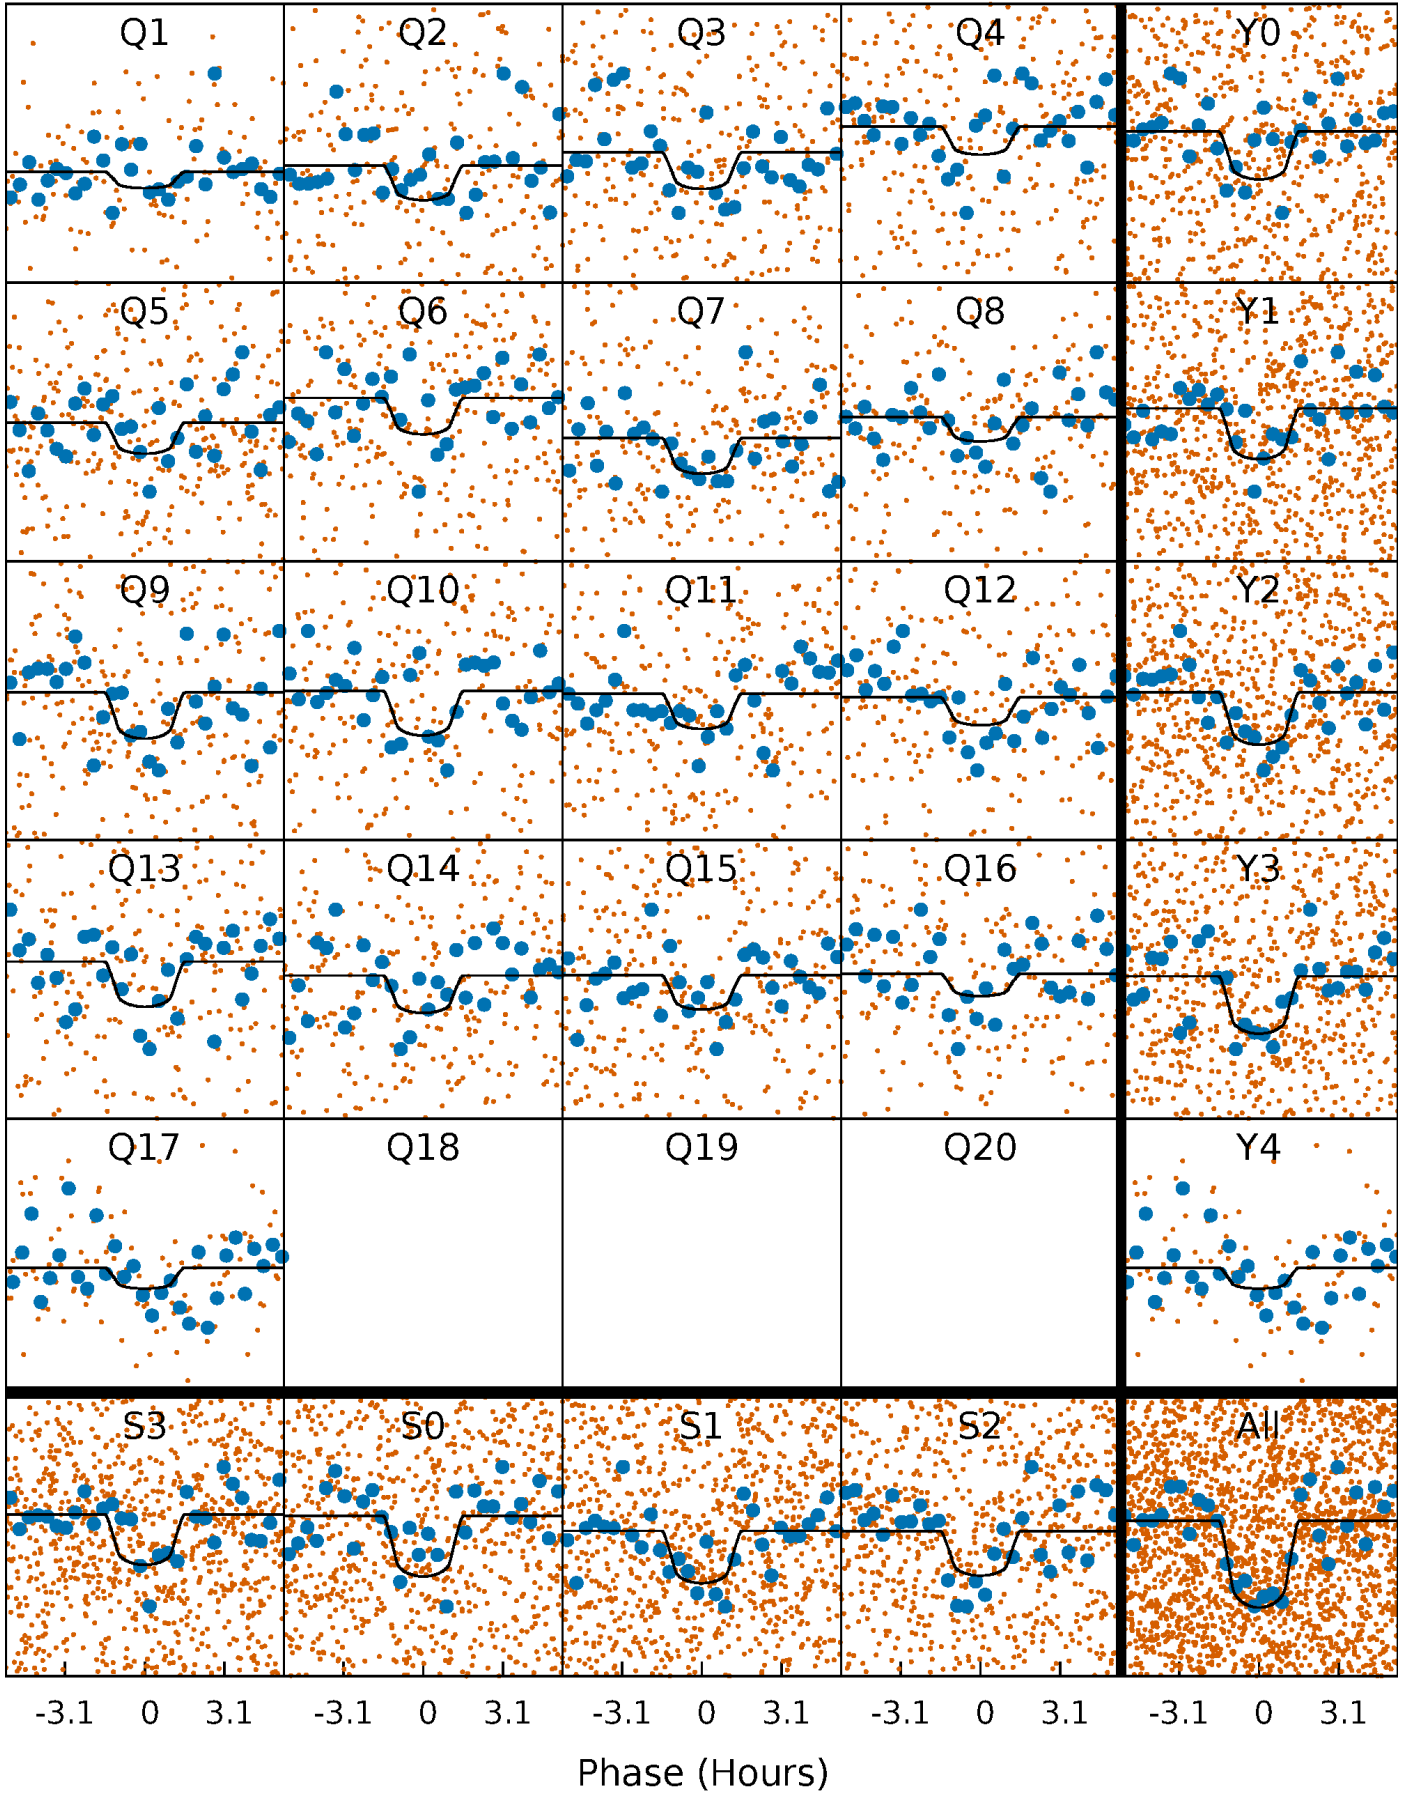 Q1 Q2 Q3 Q4 Y0
Q5 Q6 Q7 Q8 Y1
Q9 Q10 Q11 Q12 Y2
Q13 Q14 Q15 Q16 Y3
Q17 Q18 Q19 Q20 Y4
S3 S0 S1 S2 All
-3.1 0 3.1 -3.1 0 3.1 -3.1 0 3.1 -3.1 0 3.1 -3.1 0 3.1
Phase (Hours)